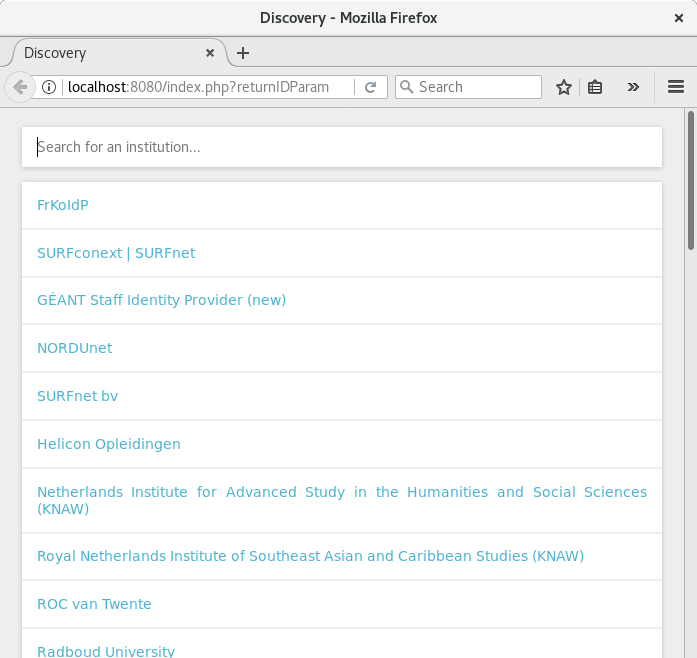 Discovery - Mozilla Firefox
Discovery
localhost:8080/index.php?returnIDParam
Search
Search for an institution...
FrKoIdP
SURFconext | SURFnet
GÉANT Staff Identity Provider (new)
NORDUnet
SURFnet bv
Helicon Opleidingen
Netherlands Institute for Advanced Study in the Humanities and Social Sciences
(KNAW)
Royal Netherlands Institute of Southeast Asian and Caribbean Studies (KNAW)
ROC van Twente
Radboud University